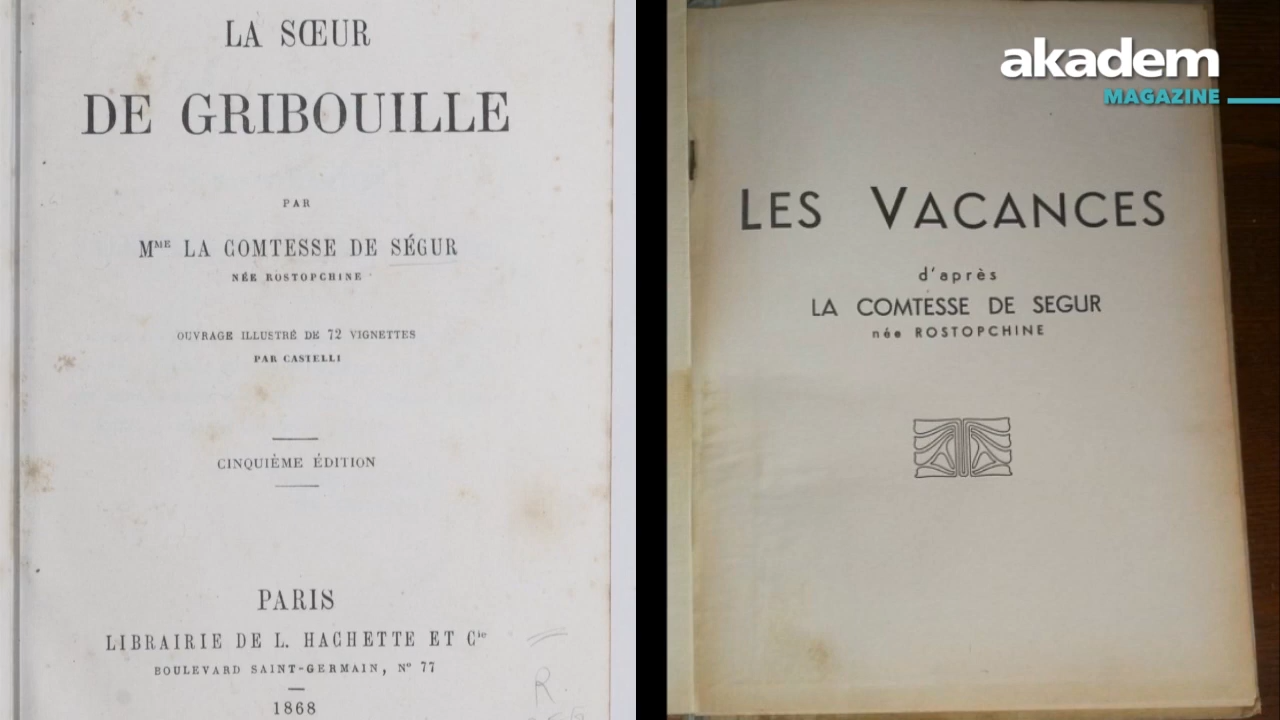 LA SŒUR
DE GRIBOUILLE
PAR
MME LA COMTESSE DE SÉGUR
NÉE ROSTOPCHINE
OUVRAGE ILLUSTRÉ DE 72 VIGNETTES
PAR CASTELLI
CINQUIÈME ÉDITION
PARIS
LIBRAIRIE DE L. HACHETTE ET Cie
BOULEVARD SAINT-GERMAIN, N° 77
1868
R.
akadem
MAGAZINE
LES VACANCES
d'après
LA COMTESSE DE SEGUR
née ROSTOPCHINE